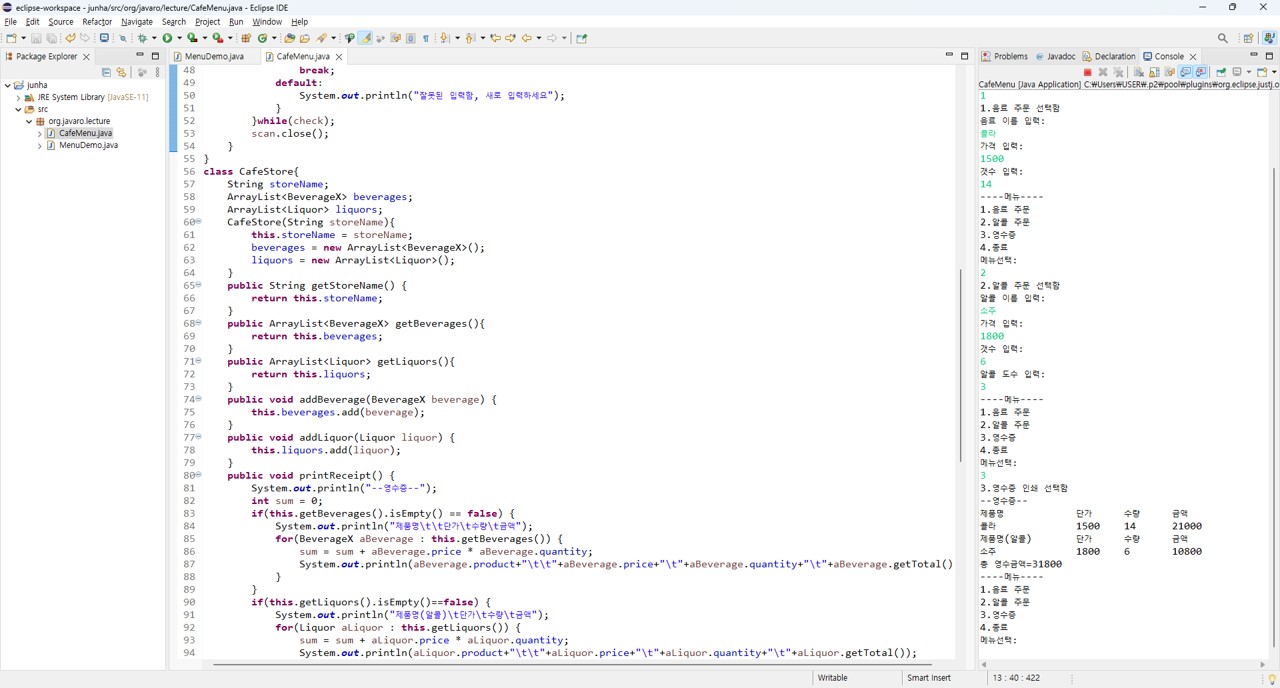 eclipse-workspace - junha/src/org/javaro/lecture/CafeMenu.java - Eclipse IDE
File Edit Source Refactor Navigate Search Project Run Window Help
Package Explorer
junha
JRE System Library [JavaSE-11]
src
org.javaro.lecture
CafeMenu.java
MenuDemo.java
MenuDemo.java CafeMenu.java
48 break;
49 default:
50 System.out.println("잘못된 입력함, 새로 입력하세요");
51 }
52 }while(check);
53 scan.close();
54 }
55 }
56 class CafeStore{
57 String storeName;
58 ArrayList<BeverageX> beverages;
59 ArrayList<Liquor> liquors;
60 CafeStore(String storeName){
61 this.storeName = storeName;
62 beverages = new ArrayList<BeverageX>();
63 liquors = new ArrayList<Liquor>();
64 }
65 public String getStoreName() {
66 return this.storeName;
67 }
68 public ArrayList<BeverageX> getBeverages(){
69 return this.beverages;
70 }
71 public ArrayList<Liquor> getLiquors(){
72 return this.liquors;
73 }
74 public void addBeverage(BeverageX beverage) {
75 this.beverages.add(beverage);
76 }
77 public void addLiquor(Liquor liquor) {
78 this.liquors.add(liquor);
79 }
80 public void printReceipt() {
81 System.out.println("--영수증--");
82 int sum = 0;
83 if(this.getBeverages().isEmpty() == false) {
84 System.out.println("제품명\t\t단가\t수량\t금액");
85 for(BeverageX aBeverage : this.getBeverages()) {
86 sum = sum + aBeverage.price * aBeverage.quantity;
87 System.out.println(aBeverage.product+"\t\t"+aBeverage.price+"\t"+aBeverage.quantity+"\t"+aBeverage.getTotal()
88 }
89 }
90 if(this.getLiquors().isEmpty()==false) {
91 System.out.println("제품명(알콜)\t단가\t수량\t금액");
92 for(Liquor aLiquor : this.getLiquors()) {
93 sum = sum + aLiquor.price * aLiquor.quantity;
94 System.out.println(aLiquor.product+"\t\t"+aLiquor.price+"\t"+aLiquor.quantity+"\t"+aLiquor.getTotal());
Problems Javadoc Declaration Console
CafeMenu [Java Application] C:₩Users₩USER₩.p2₩pool₩plugins₩org.eclipse.justj.o
1
1.음료 주문 선택함
음료 이름 입력:
콜라
가격 입력:
1500
갯수 입력:
14
----메뉴----
1.음료 주문
2.알콜 주문
3.영수증
4.종료
메뉴선택:
2
2.알콜 주문 선택함
알콜 이름 입력:
소주
가격 입력:
1800
갯수 입력:
6
알콜 도수 입력:
3
----메뉴----
1.음료 주문
2.알콜 주문
3.영수증
4.종료
메뉴선택:
3
3.영수증 인쇄 선택함
--영수증--
제품명 단가 수량 금액
콜라 1500 14 21000
제품명(알콜) 단가 수량 금액
소주 1800 6 10800
총 영수금액=31800
----메뉴----
1.음료 주문
2.알콜 주문
3.영수증
4.종료
메뉴선택:
Writable Smart Insert 13 : 40 : 422